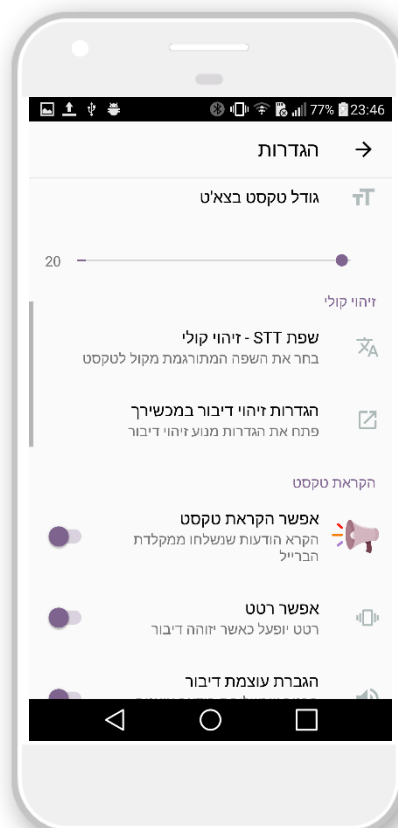 77% 23:46
הגדרות
גודל טקסט בצא'ט
20
זיהוי קולי
שפת STT - זיהוי קולי
בחר את השפה המתורגמת מקול לטקסט
הגדרות זיהוי דיבור במכשירך
פתח את הגדרות מנוע זיהוי דיבור
הקראת טקסט
אפשר הקראת טקסט
הקרא הודעות שנשלחו ממקלדת
הברייל
אפשר רטט
רטט יופעל כאשר יזוהה דיבור
הגברת עוצמת דיבור